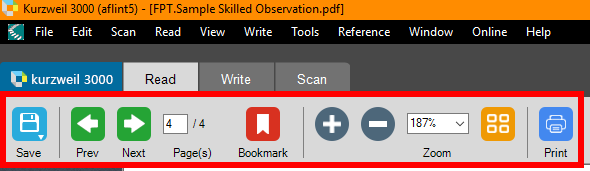 Kurzweil 3000 (aflint5) - [FPT.Sample Skilled Observation.pdf]
File Edit Scan Read View Write Tools Reference Window Online Help
kurzweil 3000 Read Write Scan
4 / 4 187%
Save Prev Next Page(s) Bookmark Zoom Print